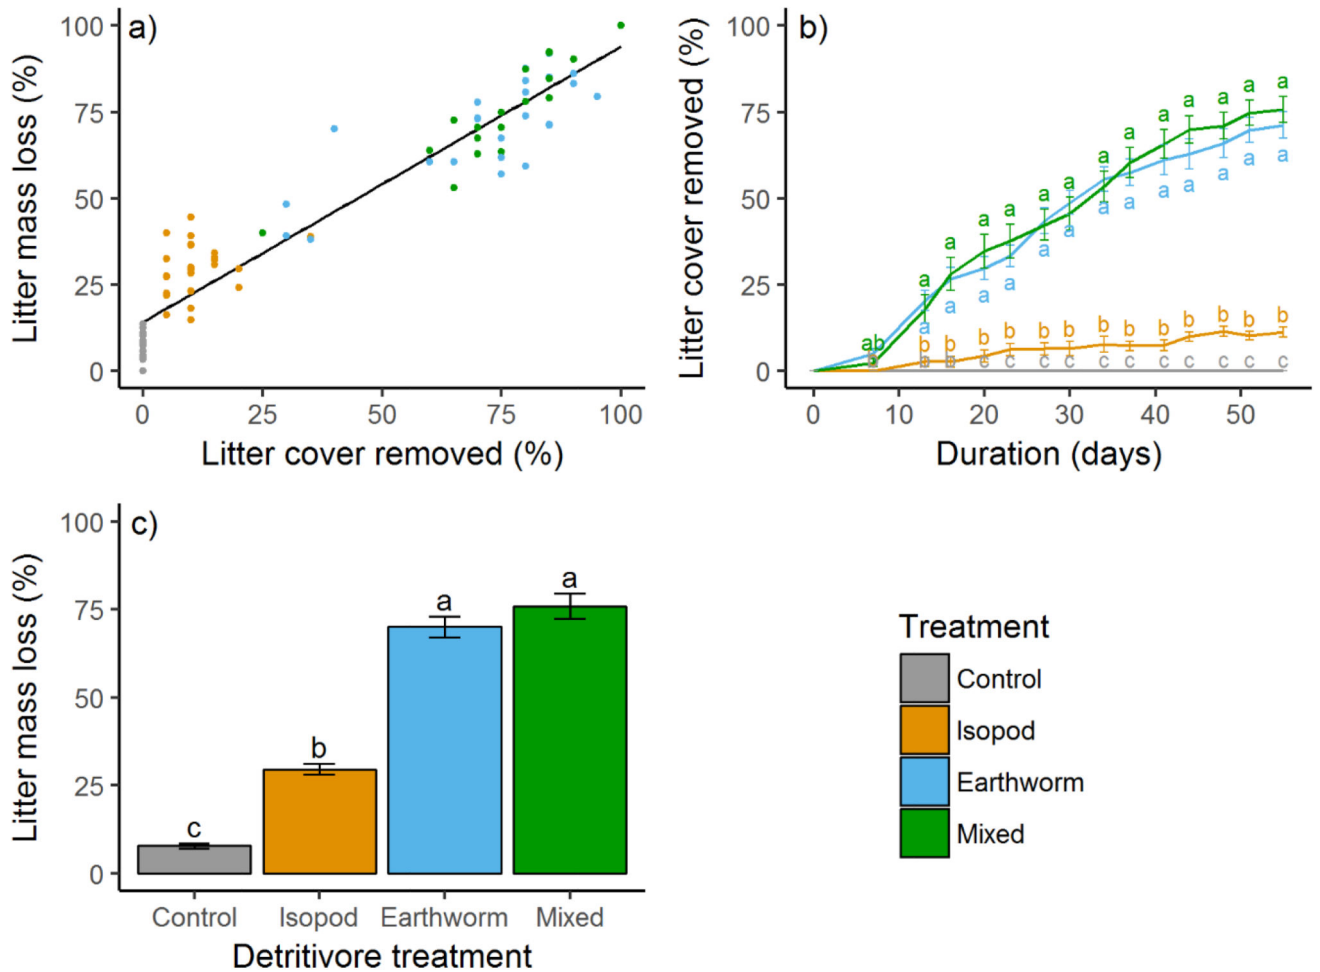 a)
Litter mass loss (%)
100
75
50
25
0
0 25 50 75 100
Litter cover removed (%)
b)
Litter cover removed (%)
100
75
50
25
0
a a a a a a a a a a a a
ab
a a a a a a a a a a a a
b b b b b b b b b b b b
c c c c c c c c c c c c
0 10 20 30 40 50
Duration (days)
c)
Litter mass loss (%)
100
75
50
25
0
c b a a
Control Isopod Earthworm Mixed
Detritivore treatment
Treatment
Control
Isopod
Earthworm
Mixed